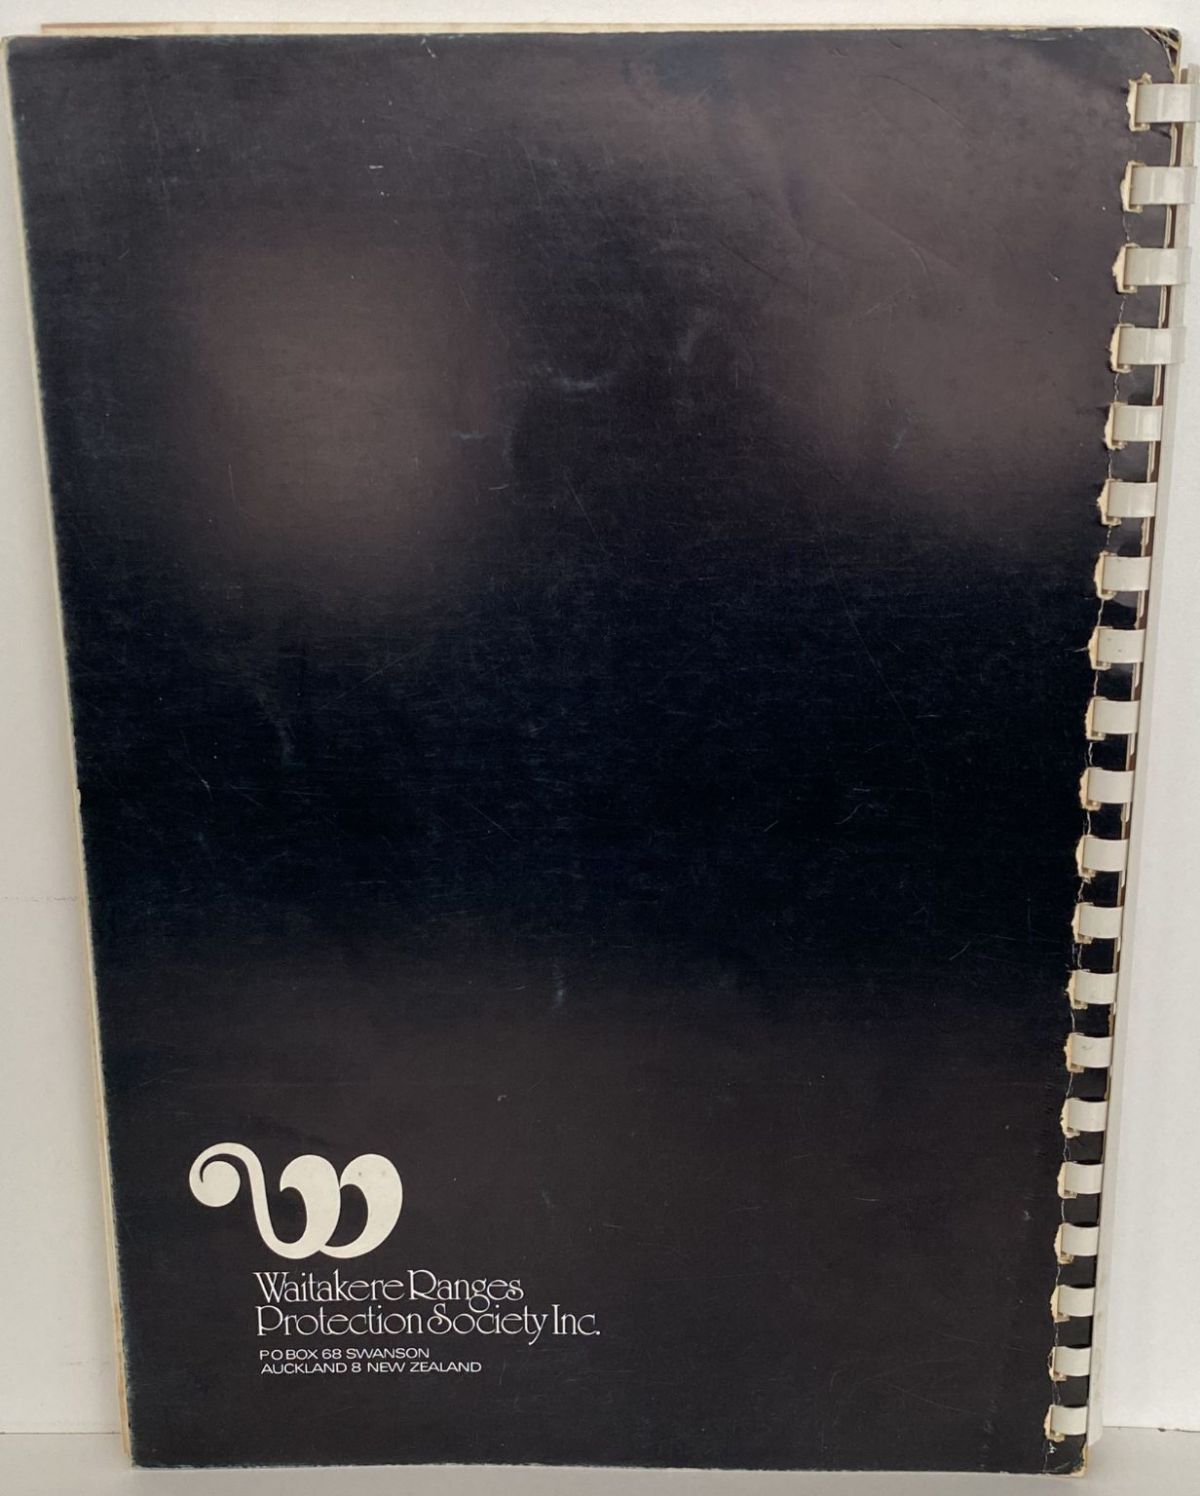 Waitakere Ranges
Protection Society Inc.
P O BOX 68 SWANSON
AUCKLAND 8 NEW ZEALAND